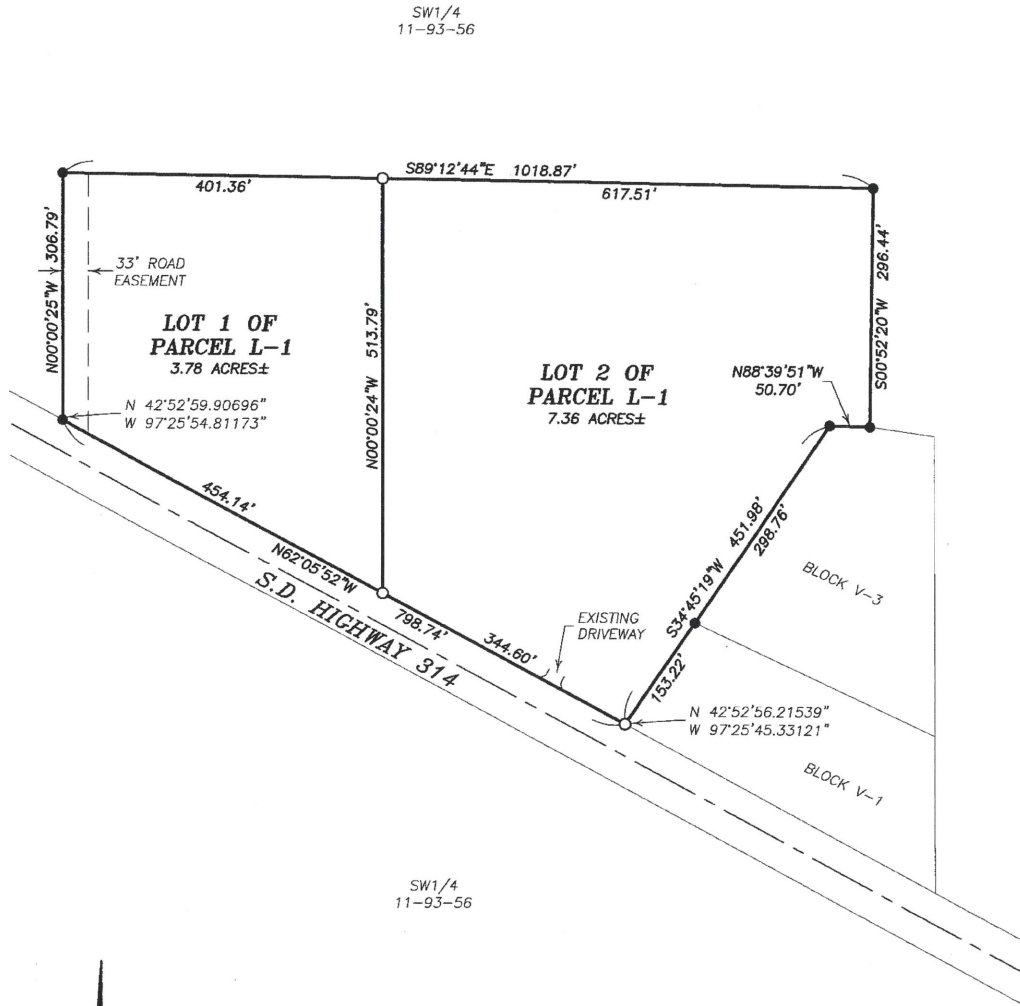 SW1/4
11-93-56
S89°12'44"E 1018.87'
401.36'
617.51'
N00°00'25"W 306.79'
33' ROAD
EASEMENT
LOT 1 OF
PARCEL L-1
3.78 ACRES±
N00°00'24"W 513.79'
LOT 2 OF
PARCEL L-1
7.36 ACRES±
S00°52'20"W 296.44'
N88°39'51"W
50.70'
N 42°52'59.90696"
W 97°25'54.81173"
454.14'
N62°05'52"W
798.74'
344.60'
S.D. HIGHWAY 314
EXISTING
DRIVEWAY
S34°45'19"W 451.98'
298.76'
153.22'
BLOCK V-3
N 42°52'56.21539"
W 97°25'45.33121"
BLOCK V-1
SW1/4
11-93-56